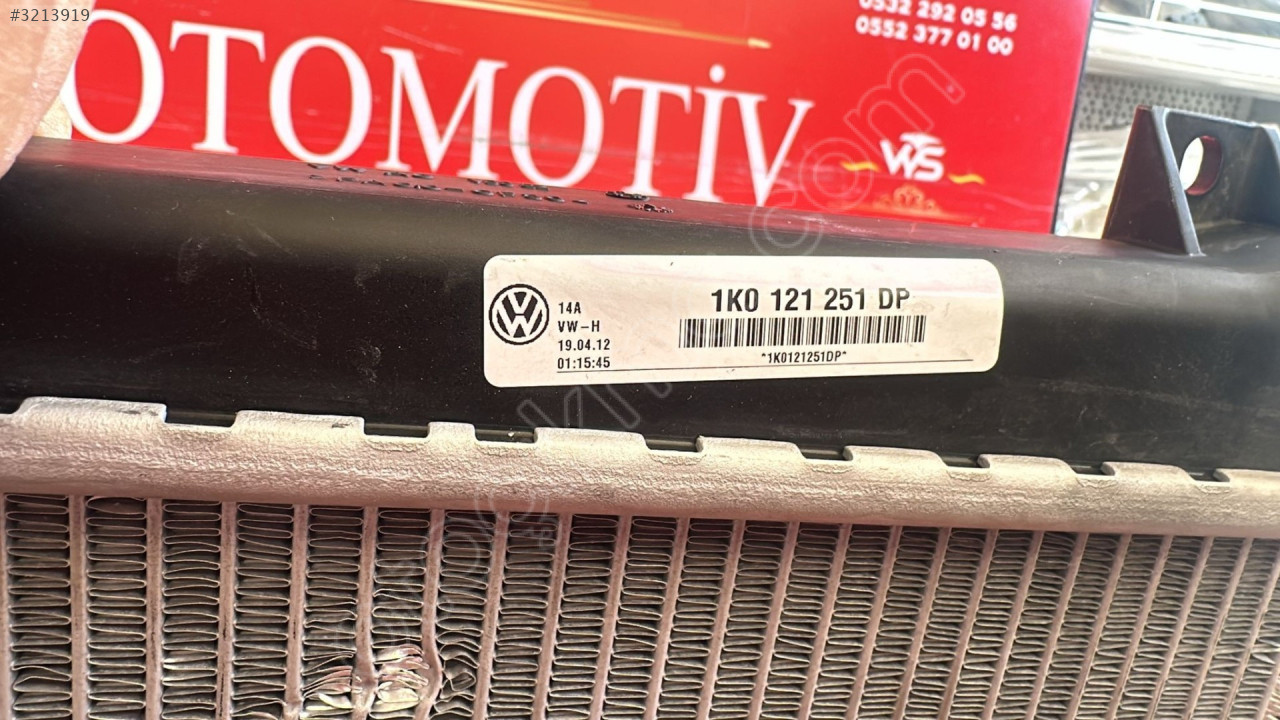 #3213919
0532 292 05 56
0552 377 01 00
OTOMOTİV
WTS
14A
VW-H
19.04.12
01:15:45
1K0 121 251 DP
*1K0121251DP*